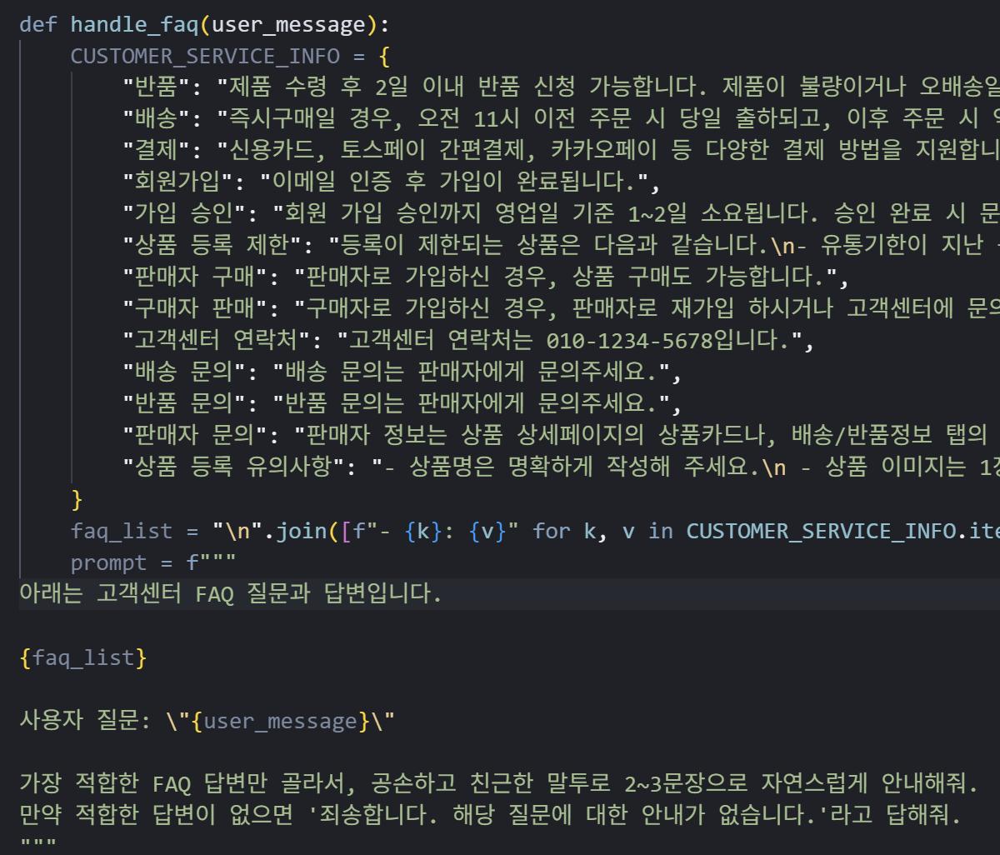 def handle_faq(user_message):
CUSTOMER_SERVICE_INFO = {
"반품": "제품 수령 후 2일 이내 반품 신청 가능합니다. 제품이 불량이거나 오배송일
"배송": "즉시구매일 경우, 오전 11시 이전 주문 시 당일 출하되고, 이후 주문 시
"결제": "신용카드, 토스페이 간편결제, 카카오페이 등 다양한 결제 방법을 지원합니
"회원가입": "이메일 인증 후 가입이 완료됩니다.",
"가입 승인": "회원 가입 승인까지 영업일 기준 1~2일 소요됩니다. 승인 완료 시 문
"상품 등록 제한": "등록이 제한되는 상품은 다음과 같습니다.\n- 유통기한이 지난
"판매자 구매": "판매자로 가입하신 경우, 상품 구매도 가능합니다.",
"구매자 판매": "구매자로 가입하신 경우, 판매자로 재가입 하시거나 고객센터에 문의
"고객센터 연락처": "고객센터 연락처는 010-1234-5678입니다.",
"배송 문의": "배송 문의는 판매자에게 문의주세요.",
"반품 문의": "반품 문의는 판매자에게 문의주세요.",
"판매자 문의": "판매자 정보는 상품 상세페이지의 상품카드나, 배송/반품정보 탭의
"상품 등록 유의사항": "- 상품명은 명확하게 작성해 주세요.\n - 상품 이미지는 1장
}
faq_list = "\n".join([f"- {k}: {v}" for k, v in CUSTOMER_SERVICE_INFO.ite
prompt = f"""
아래는 고객센터 FAQ 질문과 답변입니다.
{faq_list}
사용자 질문: \"{user_message}\"
가장 적합한 FAQ 답변만 골라서, 공손하고 친근한 말투로 2~3문장으로 자연스럽게 안내해줘.
만약 적합한 답변이 없으면 '죄송합니다. 해당 질문에 대한 안내가 없습니다.'라고 답해줘.
"""